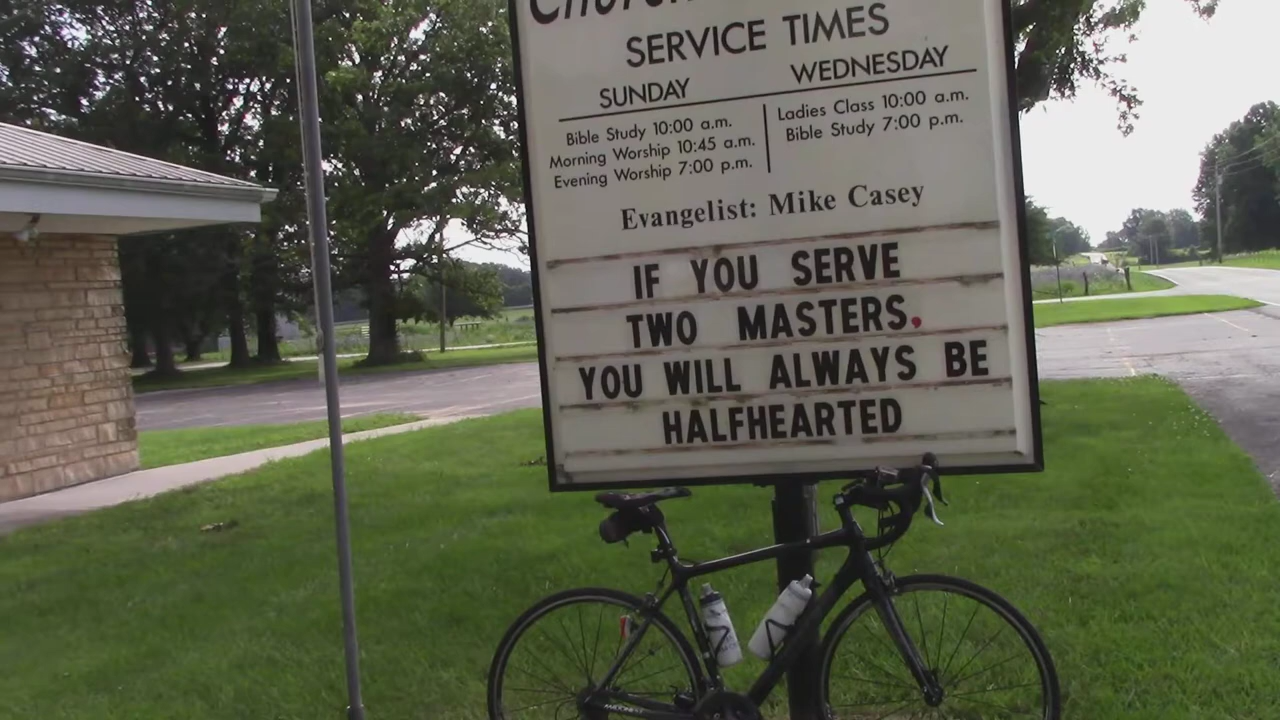 Church
SERVICE TIMES
SUNDAY
WEDNESDAY
Bible Study 10:00 a.m.
Morning Worship 10:45 a.m.
Evening Worship 7:00 p.m.
Ladies Class 10:00 a.m.
Bible Study 7:00 p.m.
Evangelist: Mike Casey
IF YOU SERVE
TWO MASTERS,
YOU WILL ALWAYS BE
HALFHEARTED